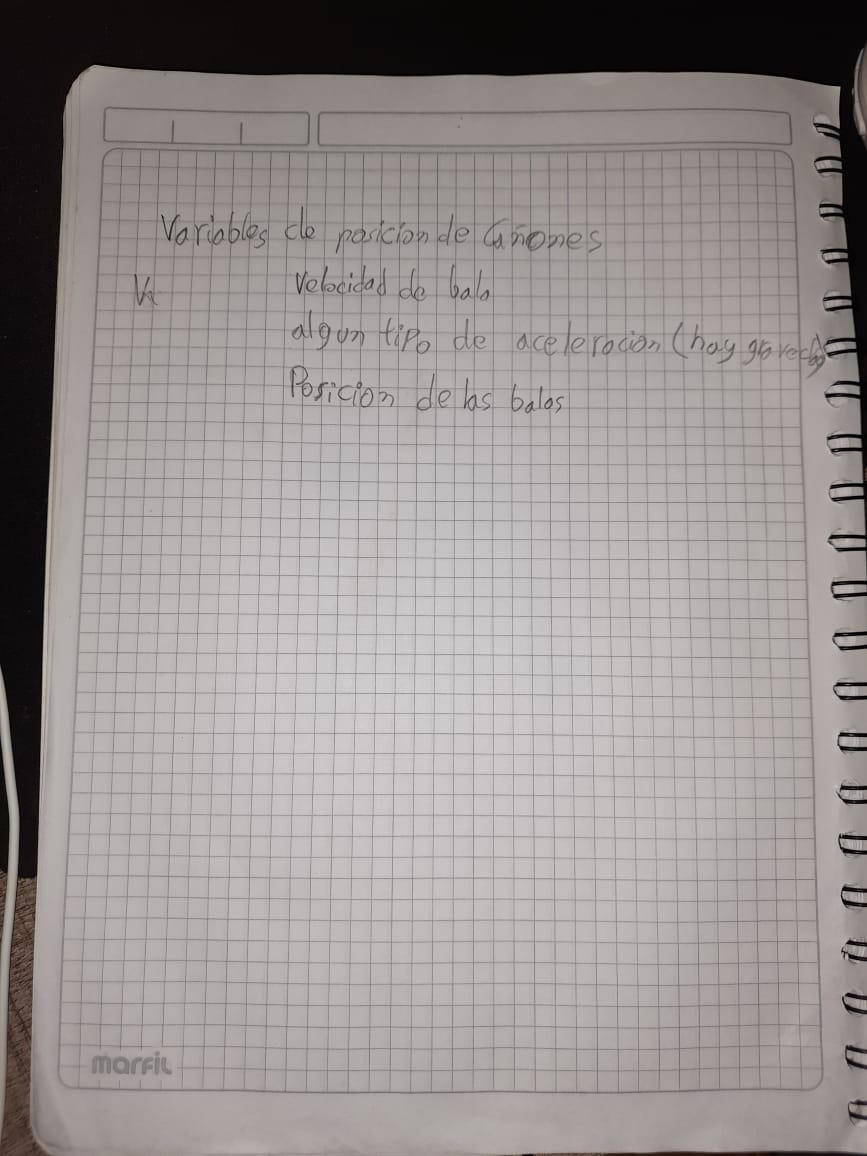 Variables de posicion de Cañones
V
velocidad de bala
algun tipo de aceleracion (hay gravedad)
Posicion de las balas
marfil